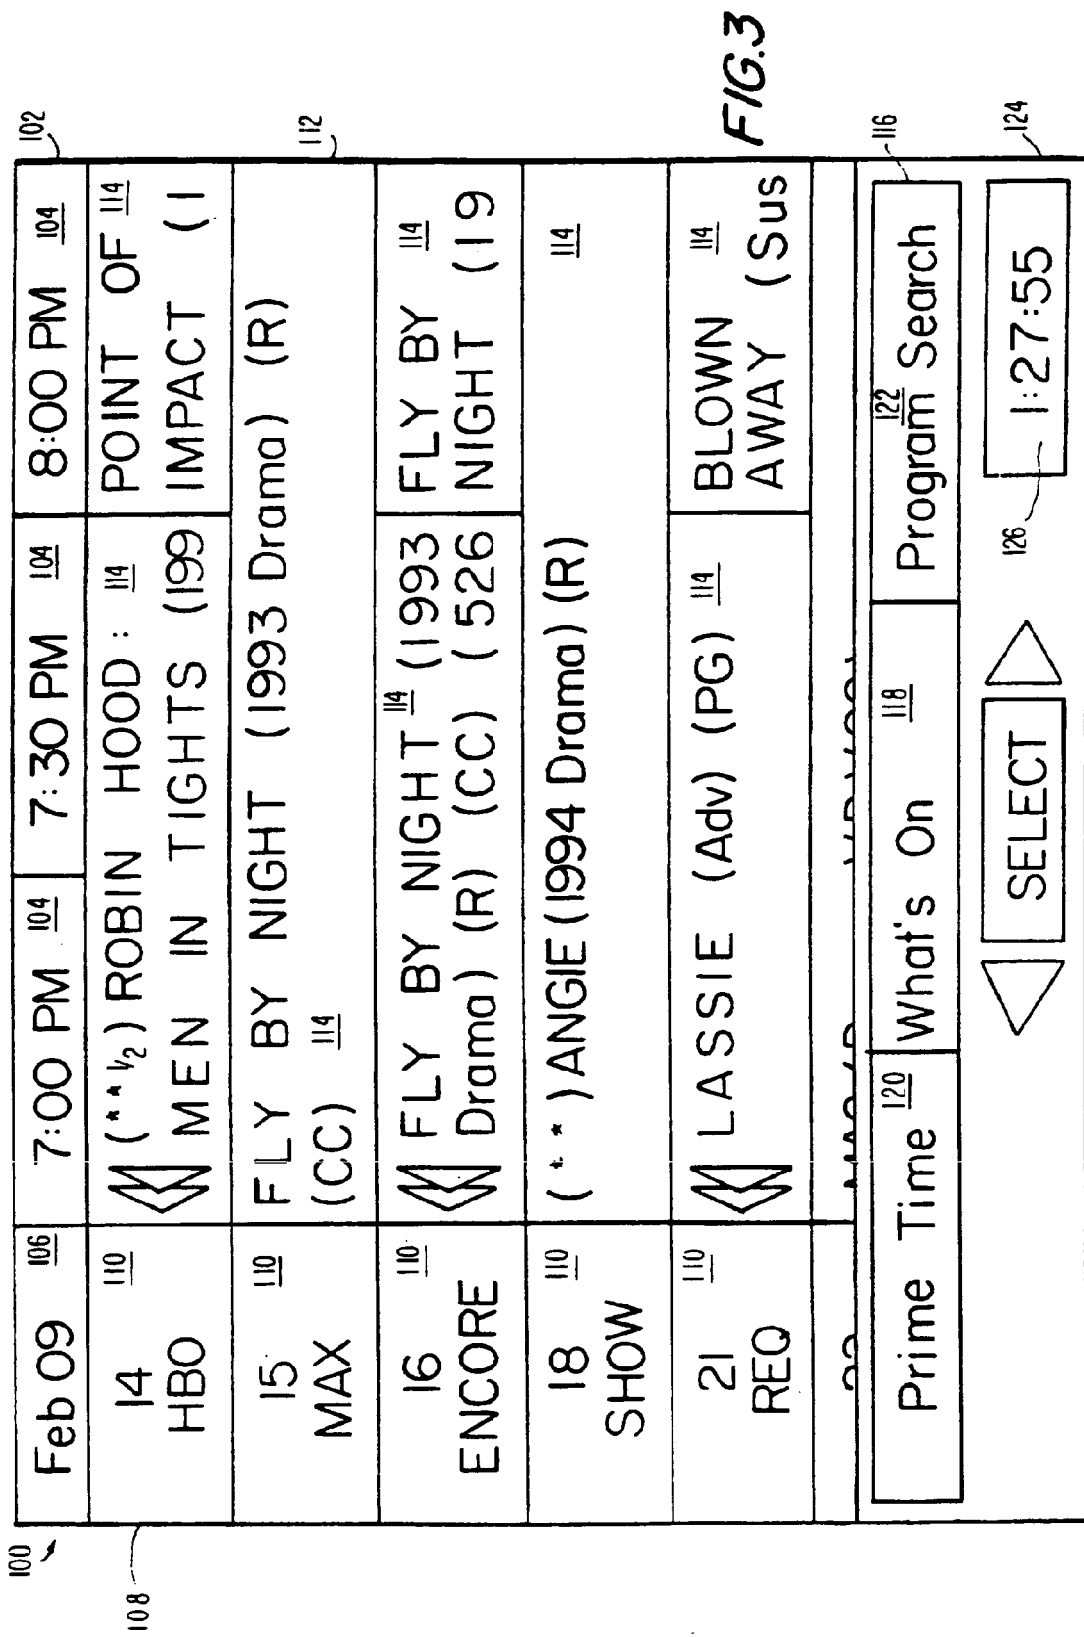 100
102
Feb 09 106
7:00 PM 104
7:30 PM 104
8:00 PM 104
108
14 110
HBO
(**½) ROBIN HOOD: 114
MEN IN TIGHTS (199
POINT OF 114
IMPACT (1
15 110
MAX
FLY BY NIGHT (1993 Drama) (R)
(CC) 114
112
16 110
ENCORE
FLY BY NIGHT 114 (1993
Drama) (R) (CC) (526
FLY BY 114
NIGHT (19
18 110
SHOW
(**) ANGIE (1994 Drama) (R) 114
21 110
REQ
LASSIE (Adv) (PG) 114
BLOWN 114
AWAY (Sus
FIG.3
Prime Time 120
What's On 118
Program Search 122
116
SELECT
126
1:27:55
124